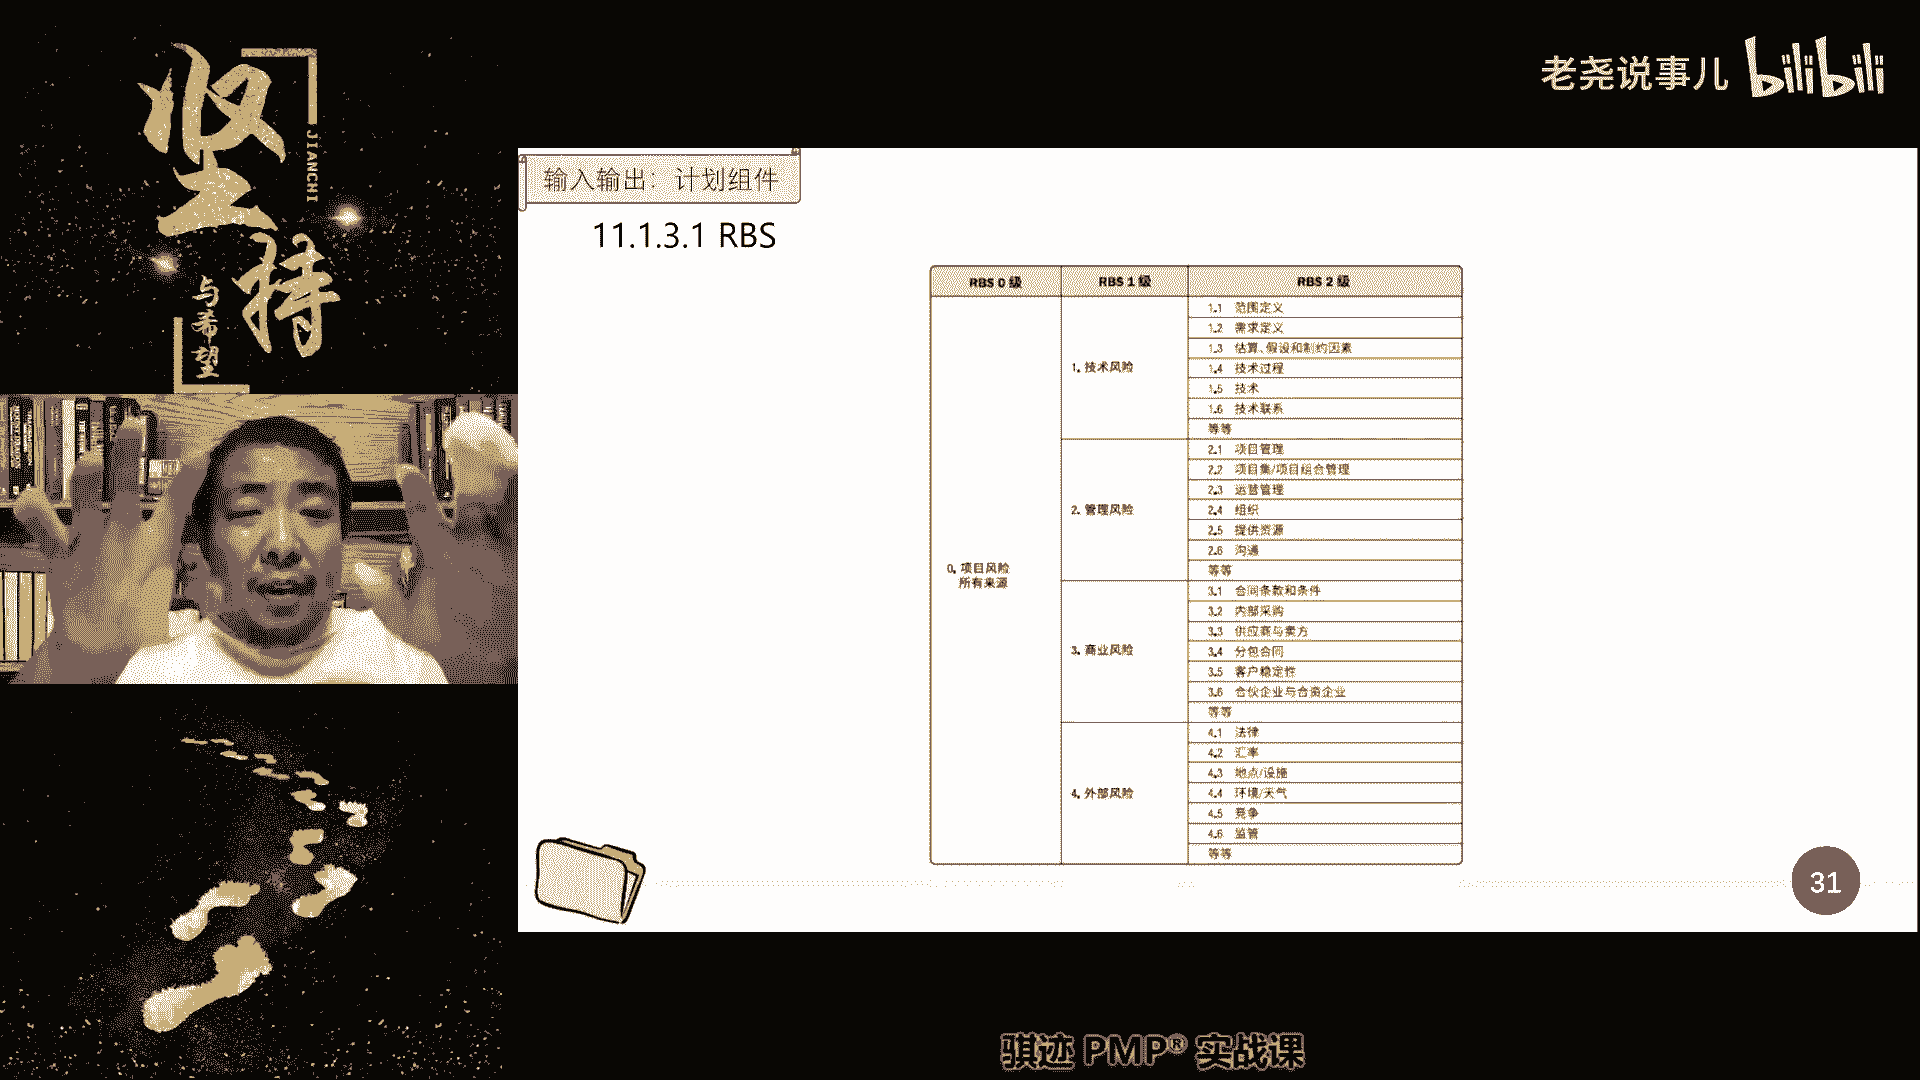 坚持
JIANCHI
与希望
老尧说事儿 bilibili
输入输出：计划组件
11.1.3.1 RBS
RBS 0 级 RBS 1 级 RBS 2 级
0. 项目风险所有来源
1. 技术风险
1.1 范围定义
1.2 需求定义
1.3 估算、假设和制约因素
1.4 技术过程
1.5 技术
1.6 技术联系
等等
2. 管理风险
2.1 项目管理
2.2 项目集/项目组合管理
2.3 运营管理
2.4 组织
2.5 提供资源
2.6 沟通
等等
3. 商业风险
3.1 合同条款和条件
3.2 内部采购
3.3 供应商与卖方
3.4 分包合同
3.5 客户稳定性
3.6 合伙企业与合资企业
等等
4. 外部风险
4.1 法律
4.2 汇率
4.3 地点/设施
4.4 环境/天气
4.5 竞争
4.6 监管
等等
31
骐迹 PMP® 实战课